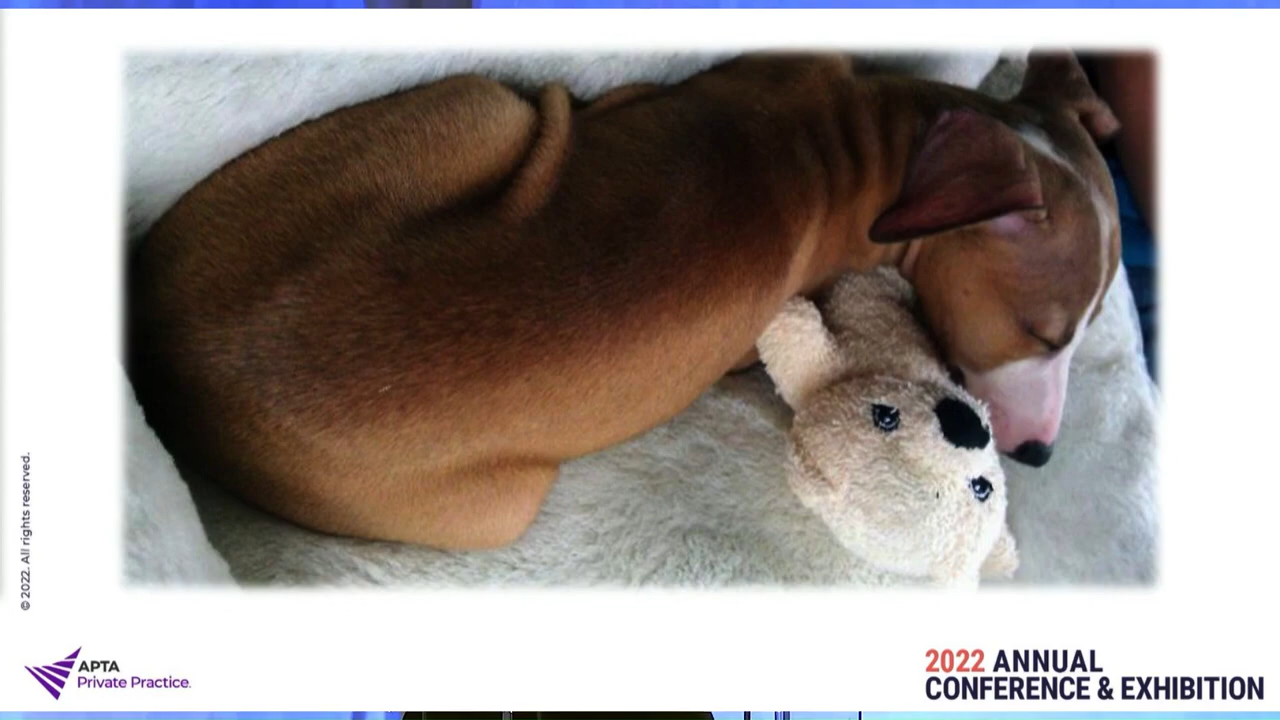 ©2022. All rights reserved.
APTA
Private Practice.
2022 ANNUAL
CONFERENCE & EXHIBITION